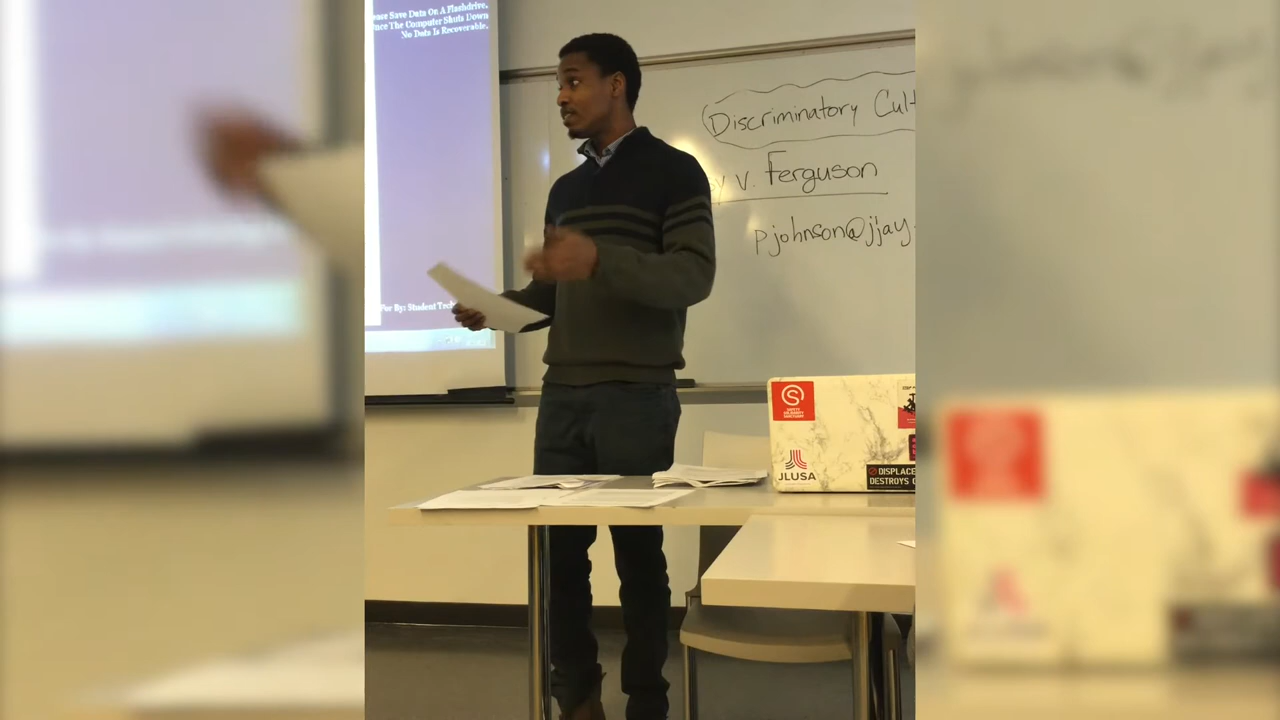 ease Save Data On A Flashdrive.
nce The Computer Shuts Down
No Data Is Recoverable.
Discriminatory Cult
y v. Ferguson
pjohnson@jjay.
For By: Student Tech
JLUSA
DISPLACE
DESTROYS C